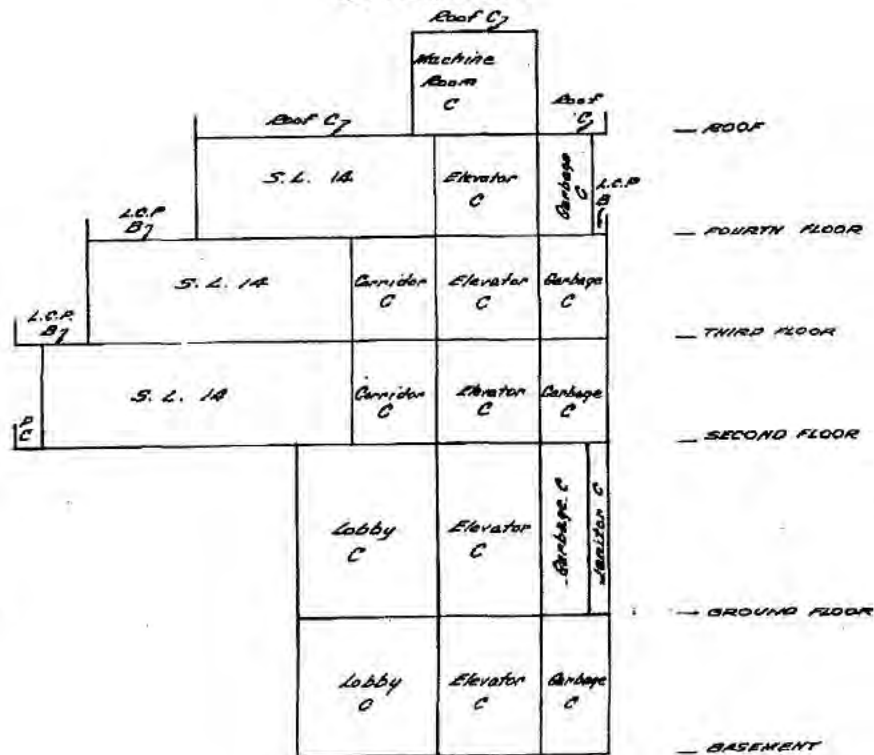 Roof C
Machine
Room
C
Roof C
Roof
C
ROOF
S. L. 14
Elevator
C
Garbage
C
L.C.P
B
FOURTH FLOOR
L.C.P
B
S. L. 14
Corridor
C
Elevator
C
Garbage
C
THIRD FLOOR
L.C.P.
B
S. L. 14
Corridor
C
Elevator
C
Garbage
C
P
C
SECOND FLOOR
Lobby
C
Elevator
C
Garbage C
Janitor C
GROUND FLOOR
Lobby
C
Elevator
C
Garbage
C
BASEMENT